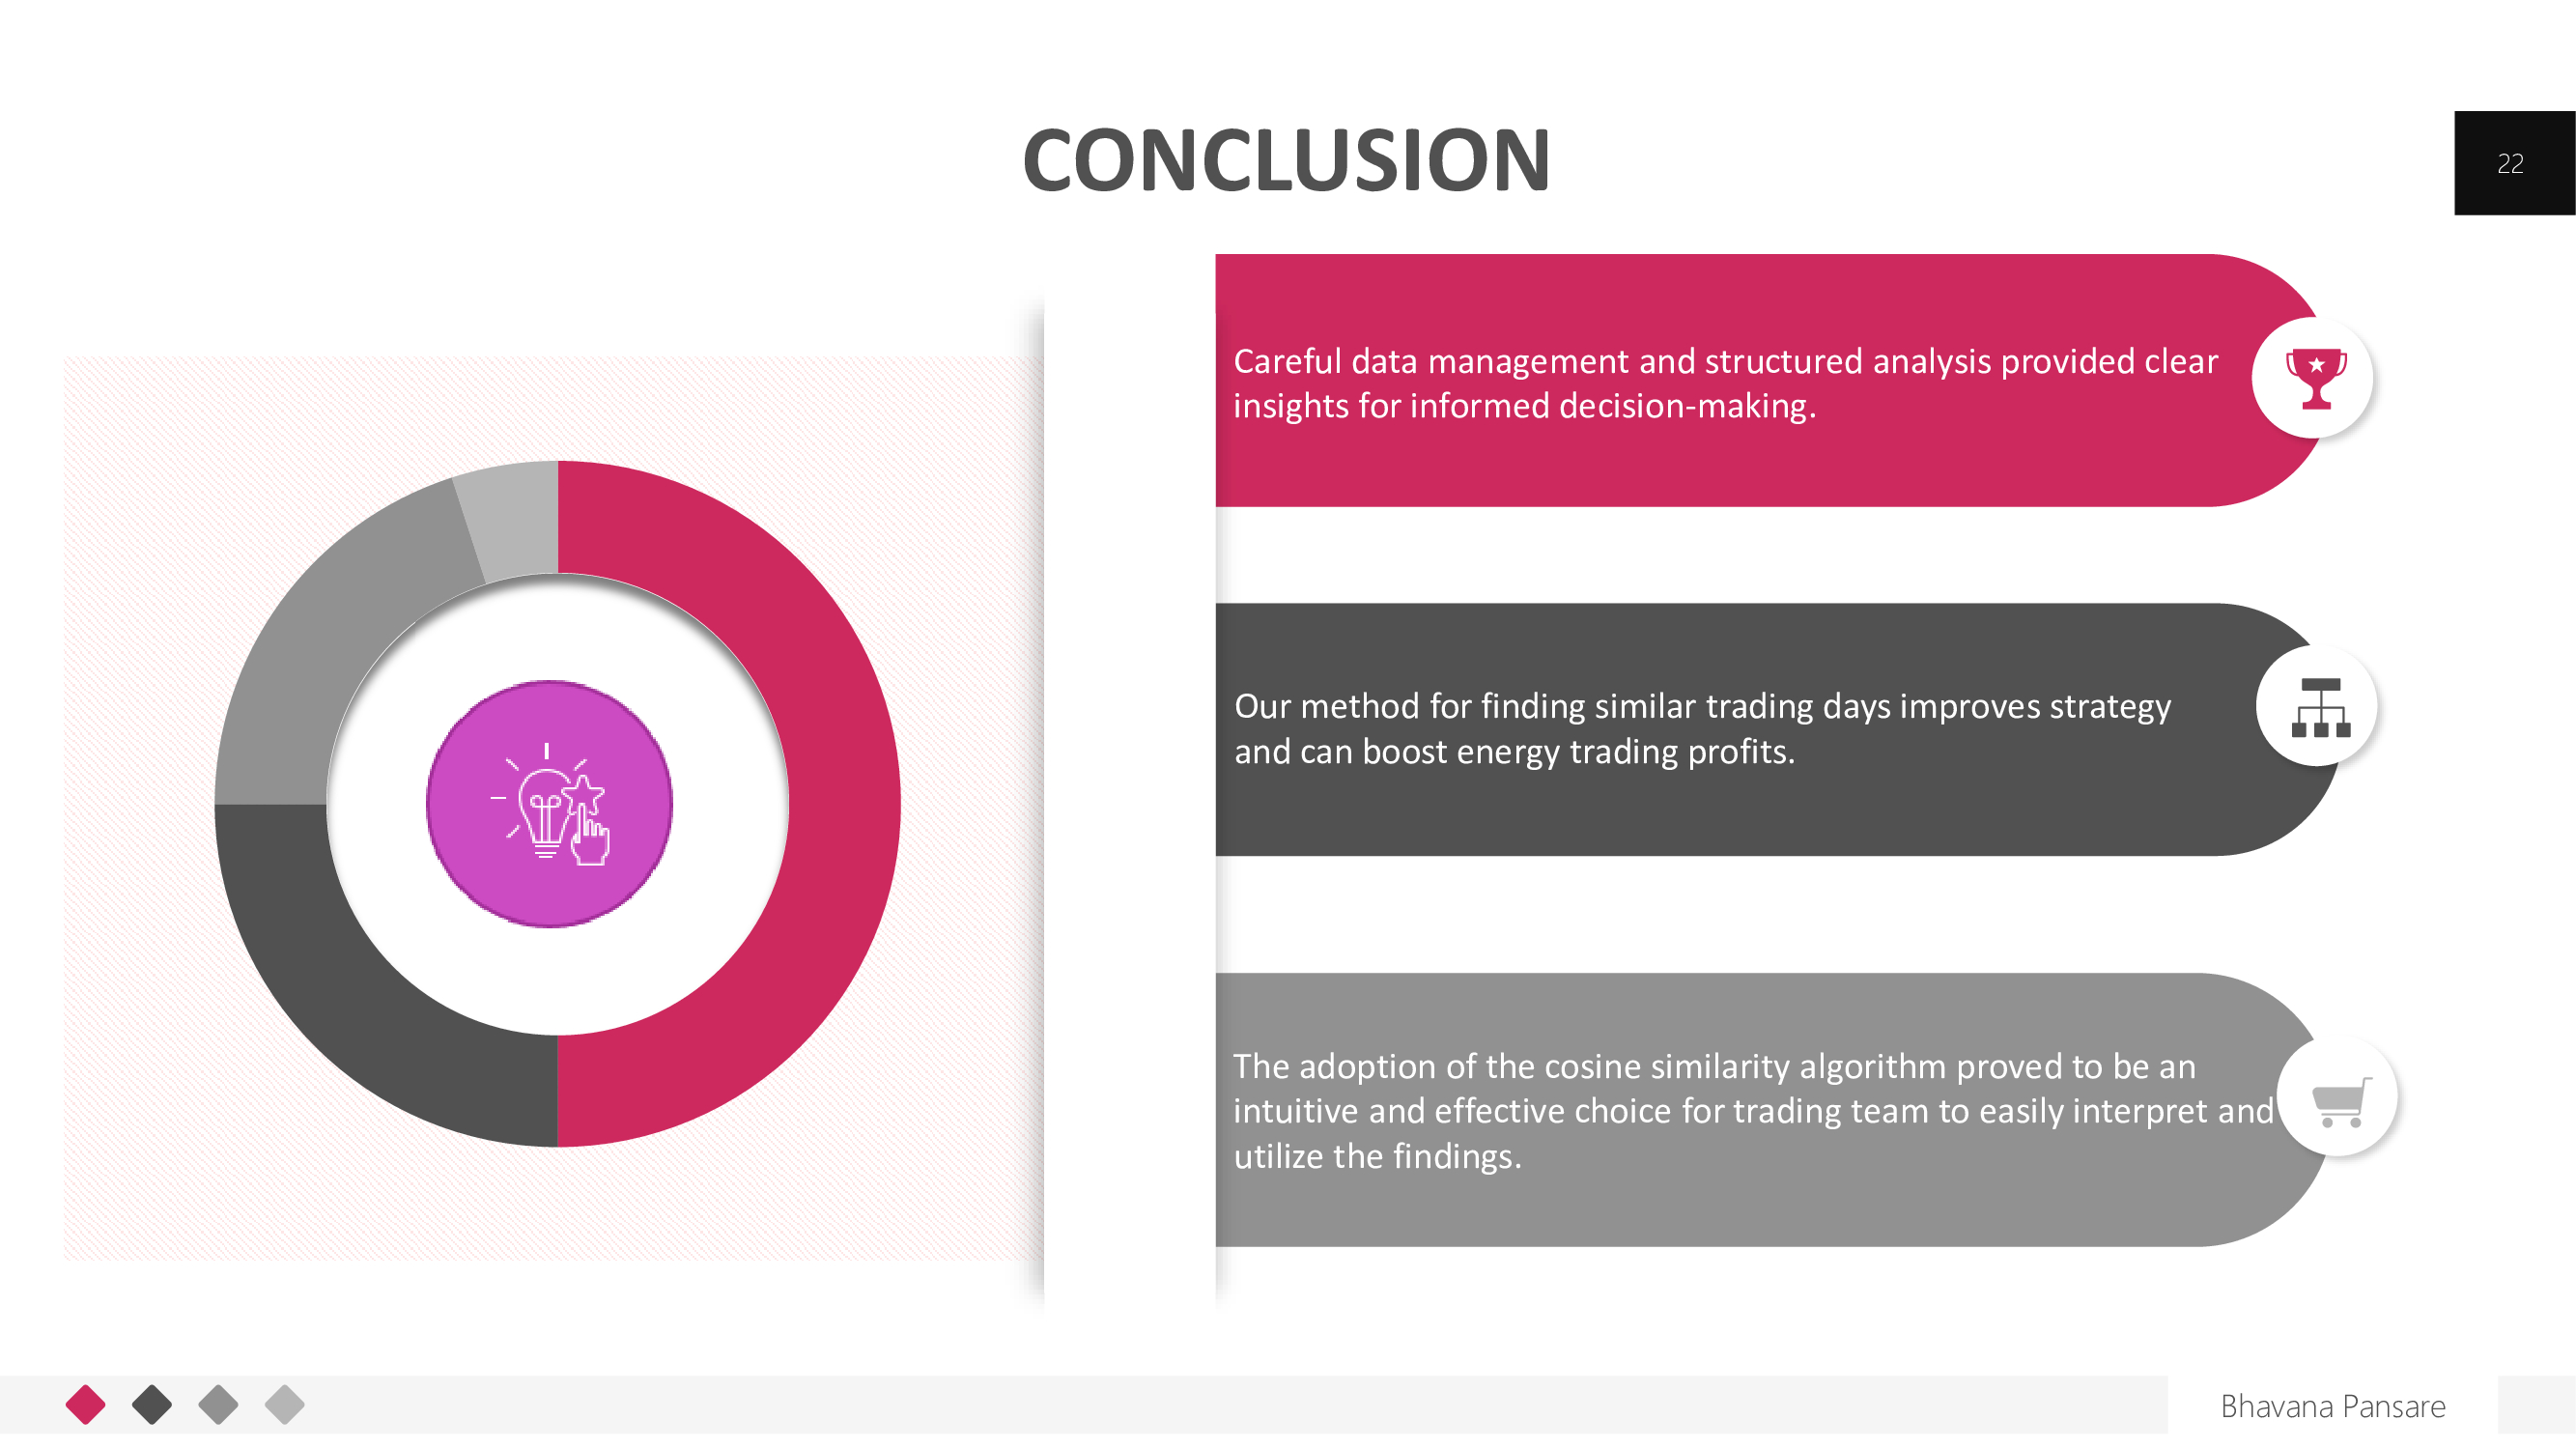 CONCLUSION
22
Careful data management and structured analysis provided clear
insights for informed decision-making.
Our method for finding similar trading days improves strategy
and can boost energy trading profits.
The adoption of the cosine similarity algorithm proved to be an
intuitive and effective choice for trading team to easily interpret and
utilize the findings.
Bhavana Pansare